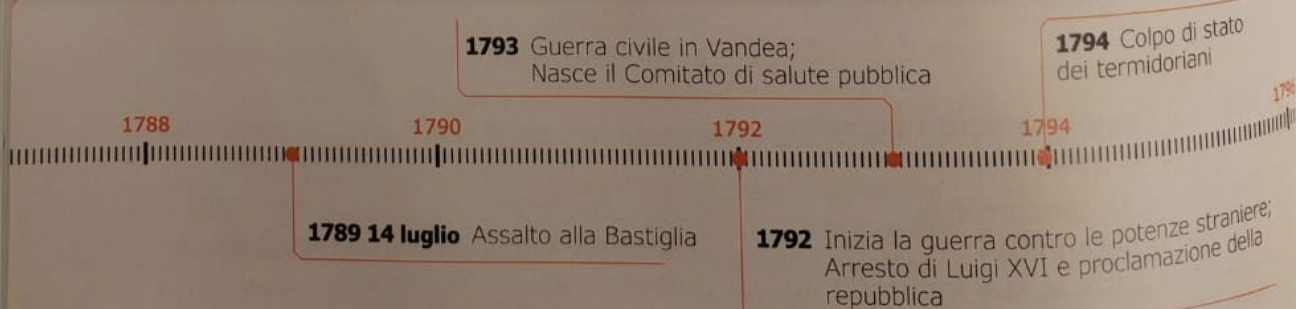 1793 Guerra civile in Vandea;
Nasce il Comitato di salute pubblica
1794 Colpo di stato
dei termidoriani
1788
1790
1792
1794
1796
1789 14 luglio Assalto alla Bastiglia
1792 Inizia la guerra contro le potenze straniere;
Arresto di Luigi XVI e proclamazione della
repubblica